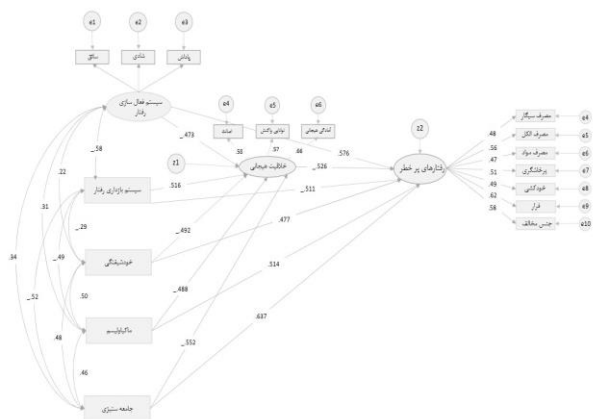 e1
e2
e3
سائق
شادی
پاداش
سیستم فعال سازی
رفتار
e4
e5
e6
اصالت
توانایی واکنش
آمادگی هیجانی
.55
.37
.66
-.473
.576
z2
z1
خلاقیت هیجانی
-.526
رفتارهای پر خطر
.48
مصرف سیگار
e4
.56
مصرف الکل
e5
.47
مصرف مواد
e6
.51
پرخاشگری
e7
.49
خودکشی
e8
.62
فرار
e9
.56
جنس مخالف
e10
-.58
.22
.516
-.511
سیستم بازداری رفتار
.31
-.29
-.492
.477
.34
-.49
خودشیفتگی
-.52
.50
-.488
.514
ماکیاولیسم
.48
-.552
.637
.46
جامعه ستیزی